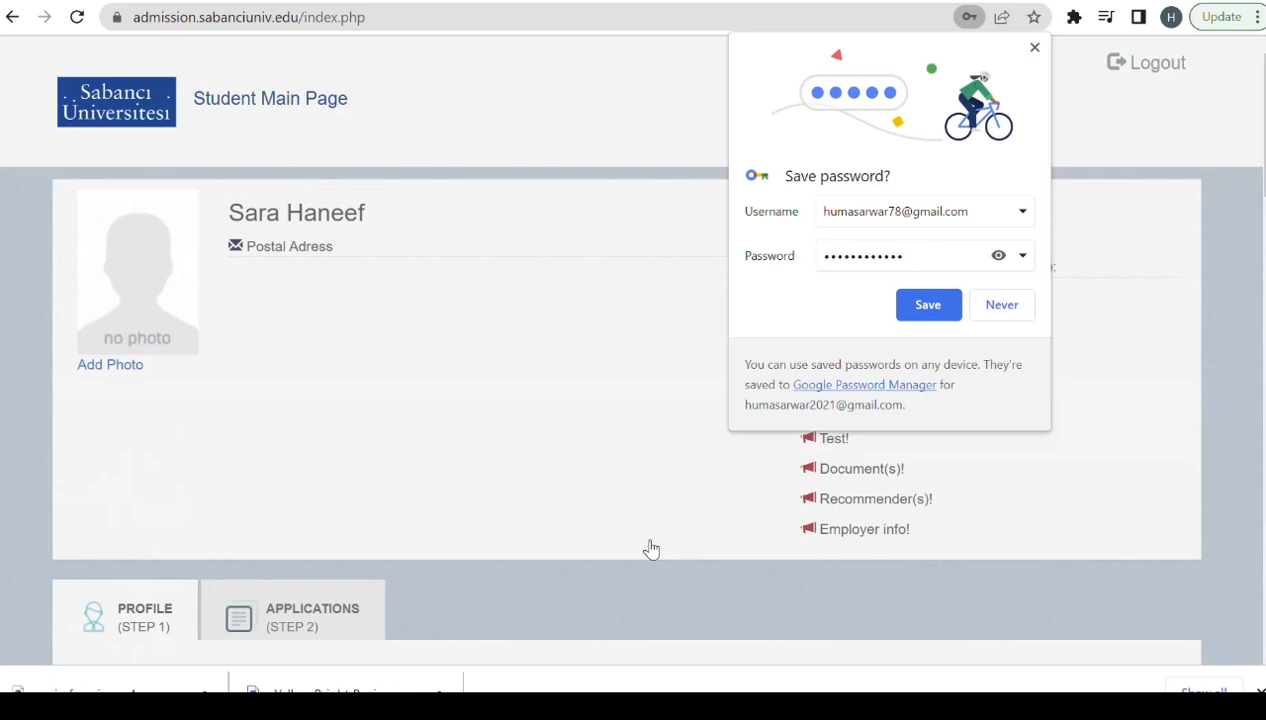 admission.sabanciuniv.edu/index.php
H
Update
Sabancı
Üniversitesi
Student Main Page
Logout
Sara Haneef
Postal Adress
no photo
Add Photo
Save password?
Username humasarwar78@gmail.com
Password ••••••••••••
Save Never
You can use saved passwords on any device. They're
saved to Google Password Manager for
humasarwar2021@gmail.com.
Test!
Document(s)!
Recommender(s)!
Employer info!
PROFILE
(STEP 1)
APPLICATIONS
(STEP 2)
Show all